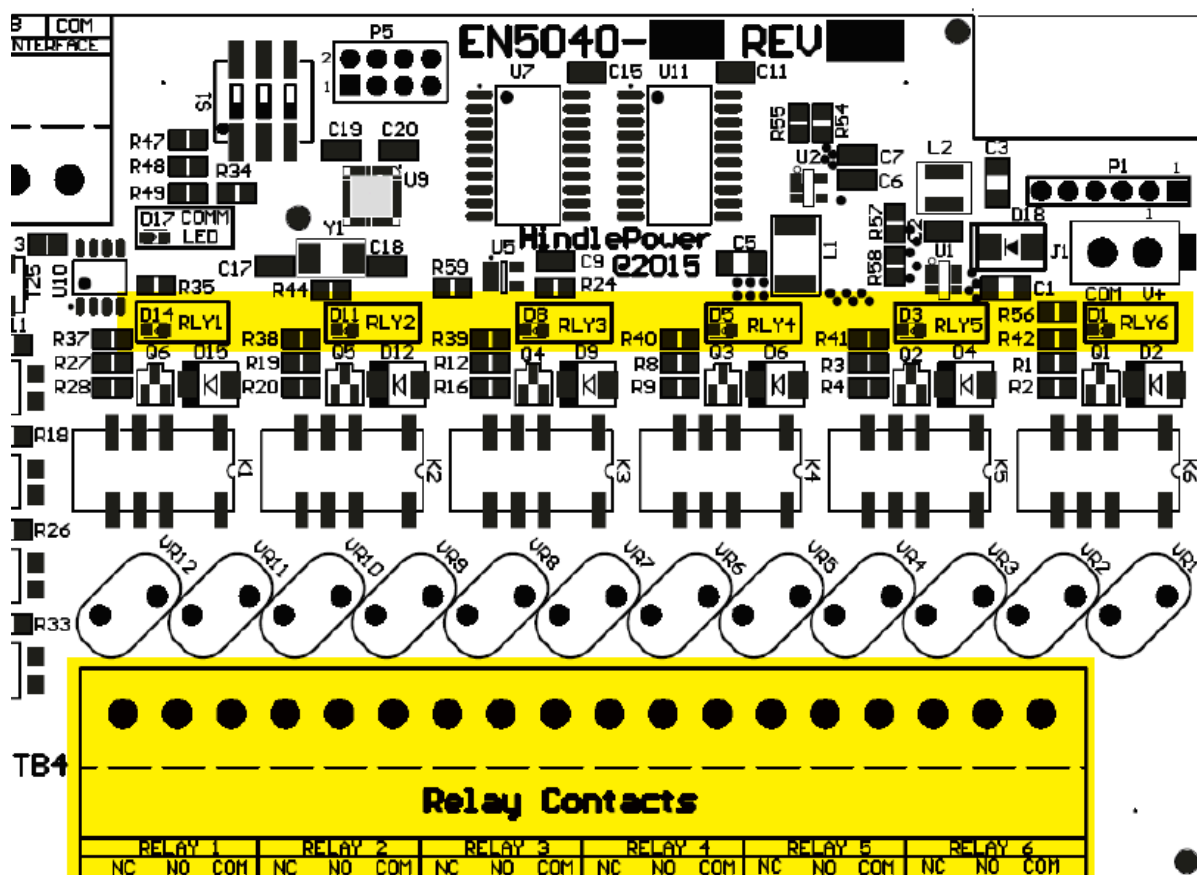 COM
P5
EN5040- REV
2
1
U7
C15
U11
C11
S1
R55
R54
C19
C20
R47
R48
R49
R34
U9
U2
C7
C6
L2
C3
P1
1
D17 COMM
LED
Y1
HindlePower
©2015
R57
R58
D18
1
J1
U10
C17
C18
R59
U5
C9
R24
C5
L1
U1
C1
COM V+
R35
R44
R56
D14 RLY1
D11 RLY2
D8 RLY3
D5 RLY4
D3 RLY5
D1 RLY6
R37
R38
R39
R40
R41
R42
Q6 D15
Q5 D12
Q4 D9
Q3 D6
Q2 D4
Q1 D2
R27
R19
R12
R8
R3
R1
R28
R20
R16
R9
R4
R2
R18
K1
K2
K3
K4
K5
K6
R26
VR12
VR11
VR10
VR9
VR8
VR7
VR6
VR5
VR4
VR3
VR2
VR1
R33
TB4
Relay Contacts
RELAY 1 RELAY 2 RELAY 3 RELAY 4 RELAY 5 RELAY 6
NC NO COM NC NO COM NC NO COM NC NO COM NC NO COM NC NO COM